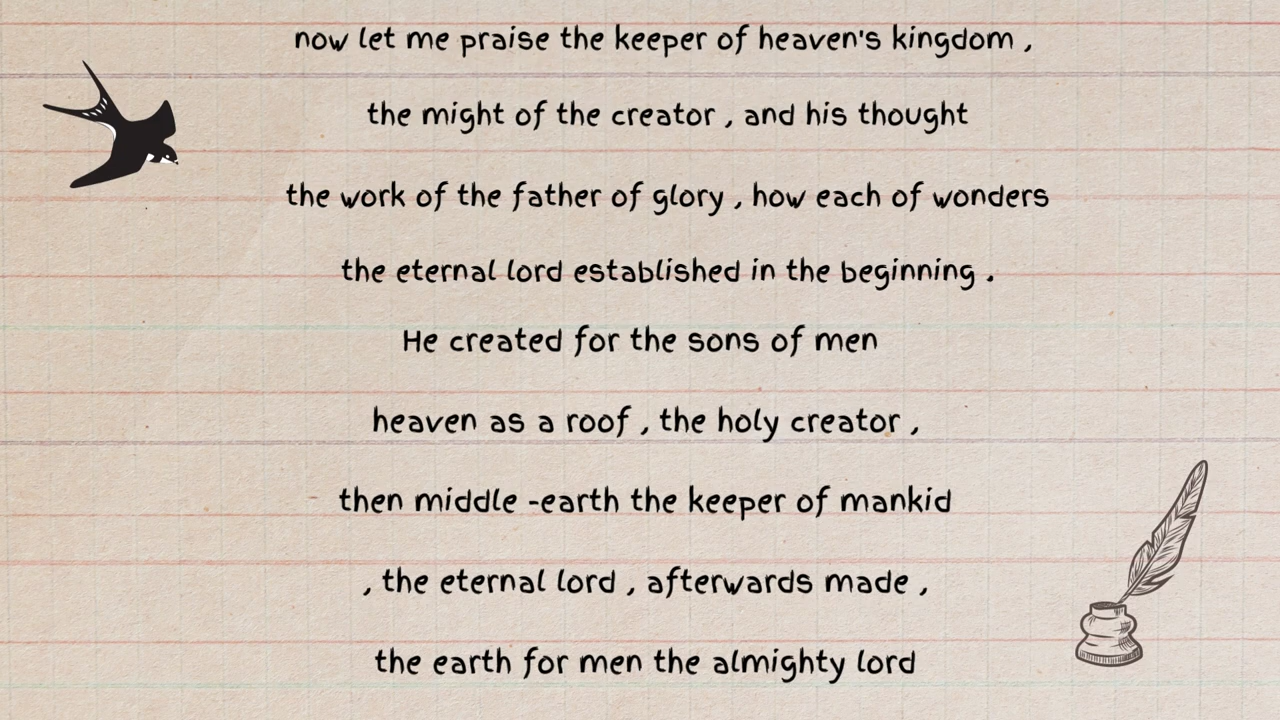 now let me praise the keeper of heaven's kingdom ,
the might of the creator , and his thought
the work of the father of glory , how each of wonders
the eternal lord established in the beginning .
He created for the sons of men
heaven as a roof , the holy creator ,
then middle -earth the keeper of mankid
, the eternal lord , afterwards made ,
the earth for men the almighty lord